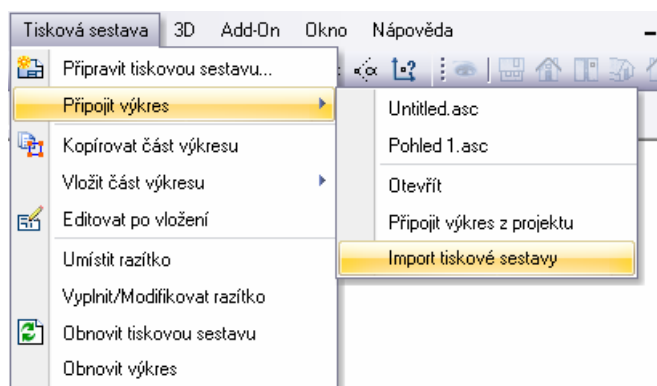 Tisková sestava 3D Add-On Okno Nápověda
Připravit tiskovou sestavu...
Připojit výkres
Kopírovat část výkresu
Vložit část výkresu
Editovat po vložení
Umístit razítko
Vyplnit/Modifikovat razítko
Obnovit tiskovou sestavu
Obnovit výkres
Untitled.asc
Pohled 1.asc
Otevřít
Připojit výkres z projektu
Import tiskové sestavy